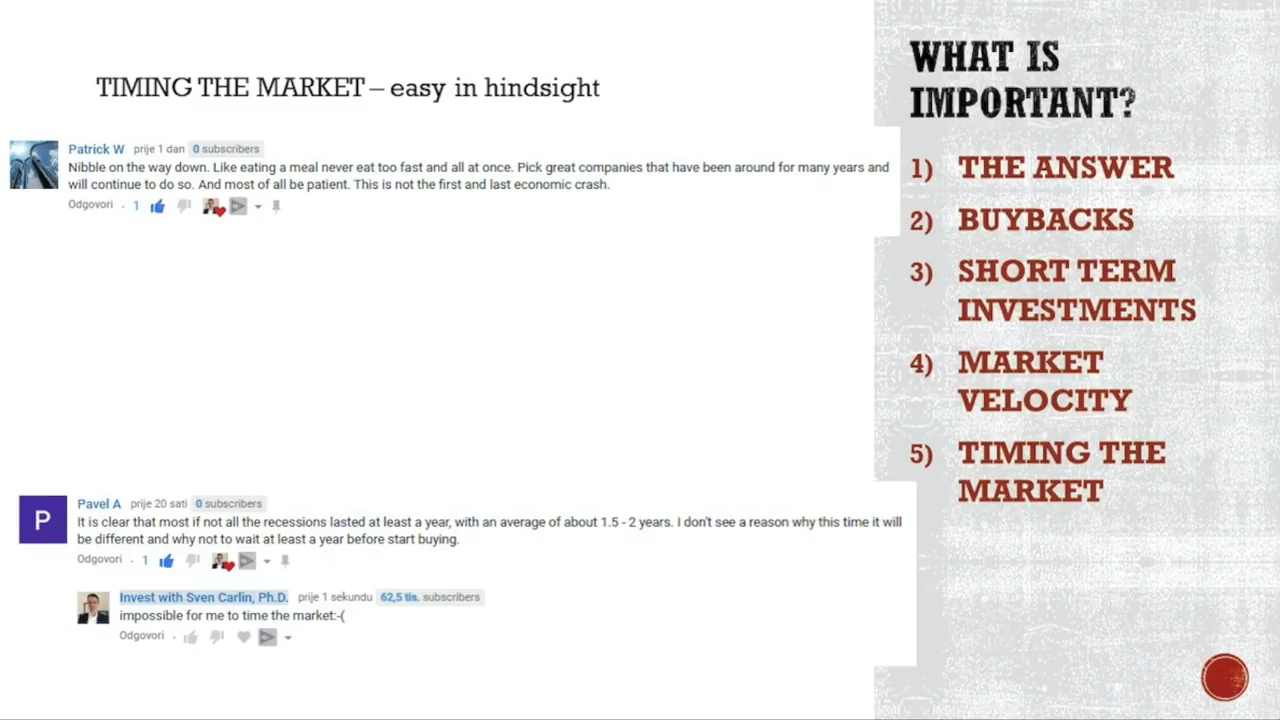 TIMING THE MARKET – easy in hindsight
Patrick W prije 1 dan 0 subscribers
Nibble on the way down. Like eating a meal never eat too fast and all at once. Pick great companies that have been around for many years and
will continue to do so. And most of all be patient. This is not the first and last economic crash.
Odgovori · 1
P
Pavel A prije 20 sati 0 subscribers
It is clear that most if not all the recessions lasted at least a year, with an average of about 1.5 - 2 years. I don't see a reason why this time it will
be different and why not to wait at least a year before start buying.
Odgovori · 1
Invest with Sven Carlin, Ph.D. prije 1 sekundu 62,5 tis. subscribers
impossible for me to time the market:-(
Odgovori ·
WHAT IS
IMPORTANT?
1) THE ANSWER
2) BUYBACKS
3) SHORT TERM
INVESTMENTS
4) MARKET
VELOCITY
5) TIMING THE
MARKET